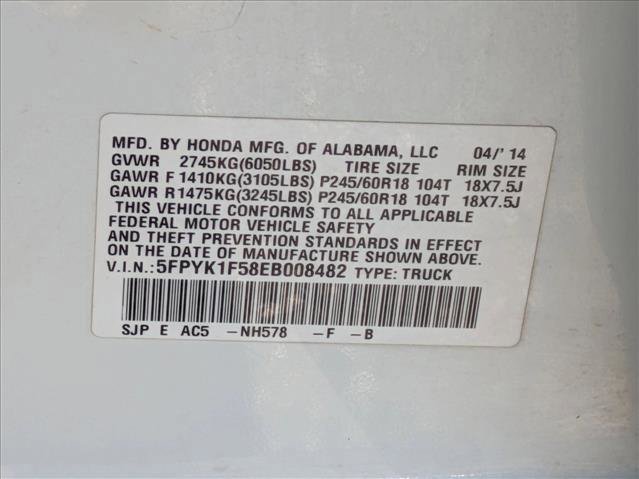 MFD. BY HONDA MFG. OF ALABAMA, LLC 04/'14
GVWR 2745KG(6050LBS) TIRE SIZE RIM SIZE
GAWR F 1410KG(3105LBS) P245/60R18 104T 18X7.5J
GAWR R1475KG(3245LBS) P245/60R18 104T 18X7.5J
THIS VEHICLE CONFORMS TO ALL APPLICABLE
FEDERAL MOTOR VEHICLE SAFETY
AND THEFT PREVENTION STANDARDS IN EFFECT
ON THE DATE OF MANUFACTURE SHOWN ABOVE.
V.I.N.:5FPYK1F58EB008482 TYPE: TRUCK
SJP E AC5 -NH578 -F -B